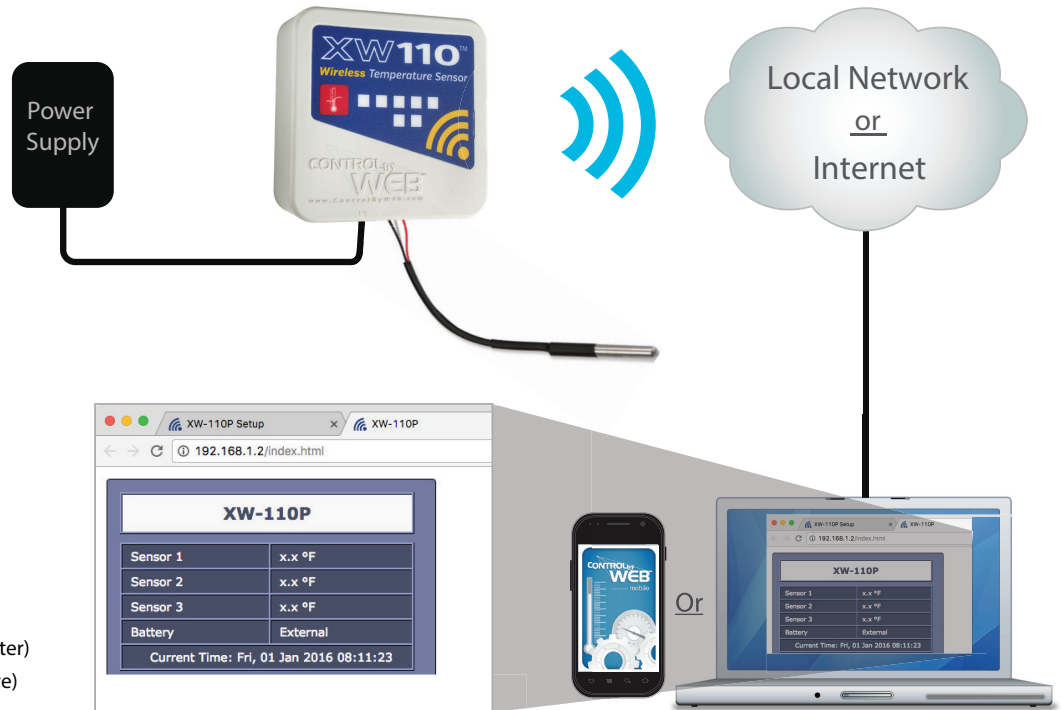 XW110™
Wireless Temperature Sensor
CONTROL by
WEB™
www.ControlByWeb.com
Power
Supply
Local Network
or
Internet
XW-110P Setup
XW-110P
192.168.1.2/index.html
XW-110P
Sensor 1 x.x °F
Sensor 2 x.x °F
Sensor 3 x.x °F
Battery External
Current Time: Fri, 01 Jan 2016 08:11:23
ter)
e)
CONTROL by
WEB
mobile
Or
XW-110P Setup
XW-110P
192.168.1.2/index.html
XW-110P
Sensor 1 x.x °F
Sensor 2 x.x °F
Sensor 3 x.x °F
Battery External
Current Time: Fri, 01 Jan 2016 08:11:23